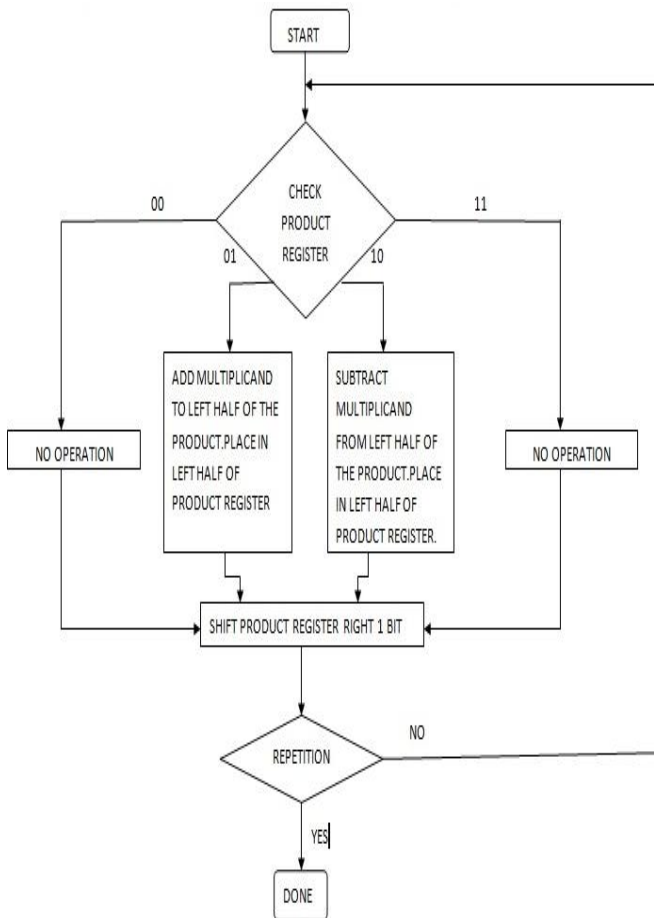 START
CHECK
PRODUCT
REGISTER
00
01
10
11
ADD MULTIPLICAND
TO LEFT HALF OF THE
PRODUCT.PLACE IN
LEFT HALF OF
PRODUCT REGISTER
SUBTRACT
MULTIPLICAND
FROM LEFT HALF OF
THE PRODUCT.PLACE
IN LEFT HALF OF
PRODUCT REGISTER.
NO OPERATION
NO OPERATION
SHIFT PRODUCT REGISTER RIGHT 1 BIT
REPETITION
NO
YES
DONE